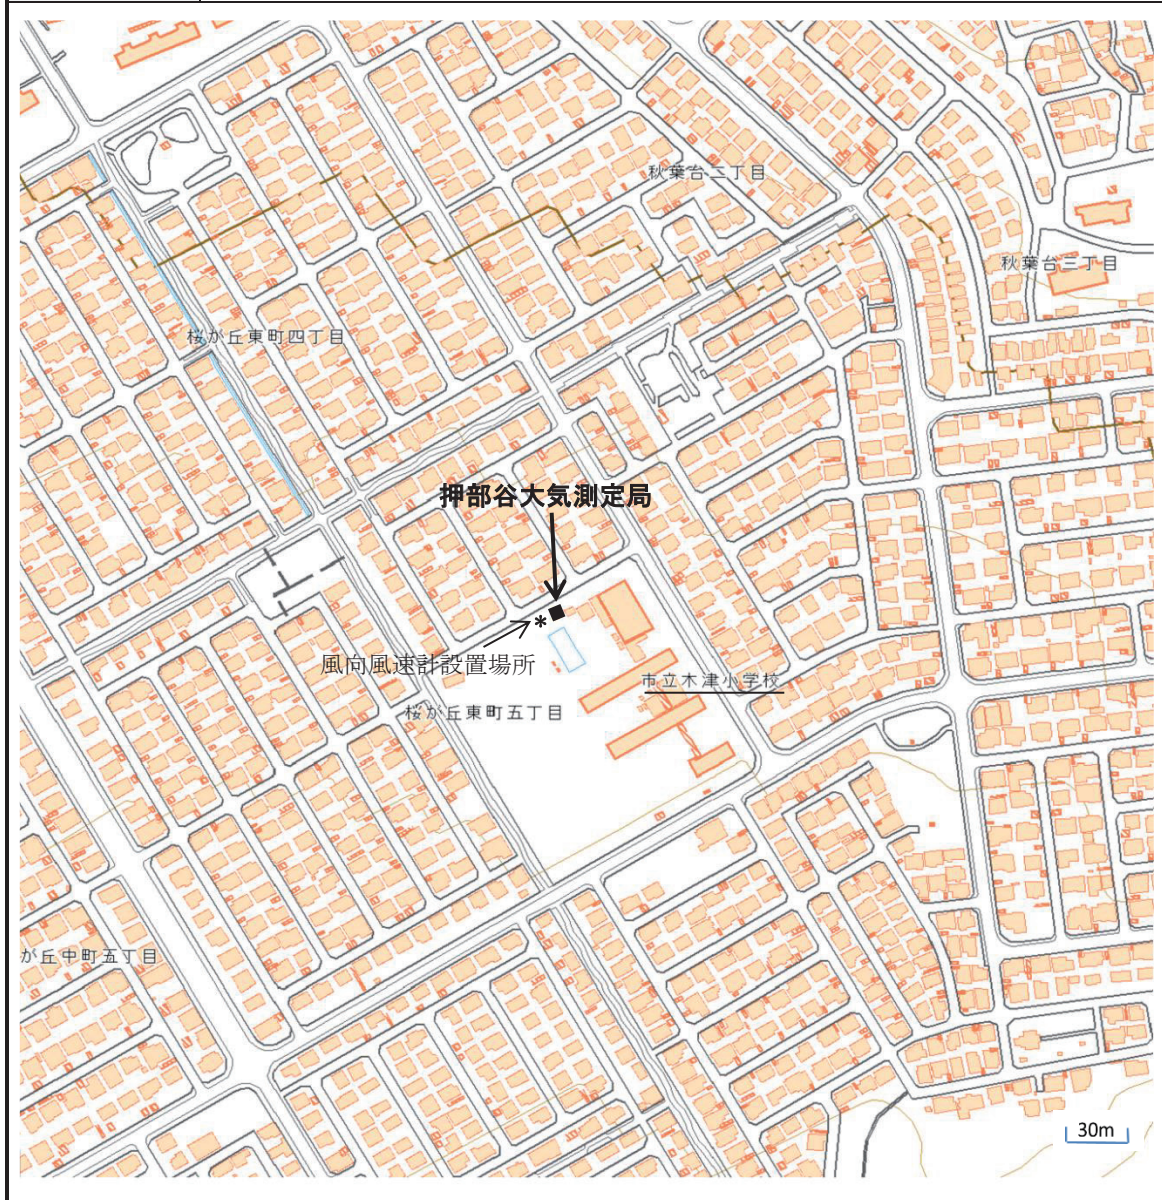 秋葉台二丁目
秋葉台三丁目
桜が丘東町四丁目
押部谷大気測定局
*
風向風速計設置場所
市立木津小学校
桜が丘東町五丁目
が丘中町五丁目
30m